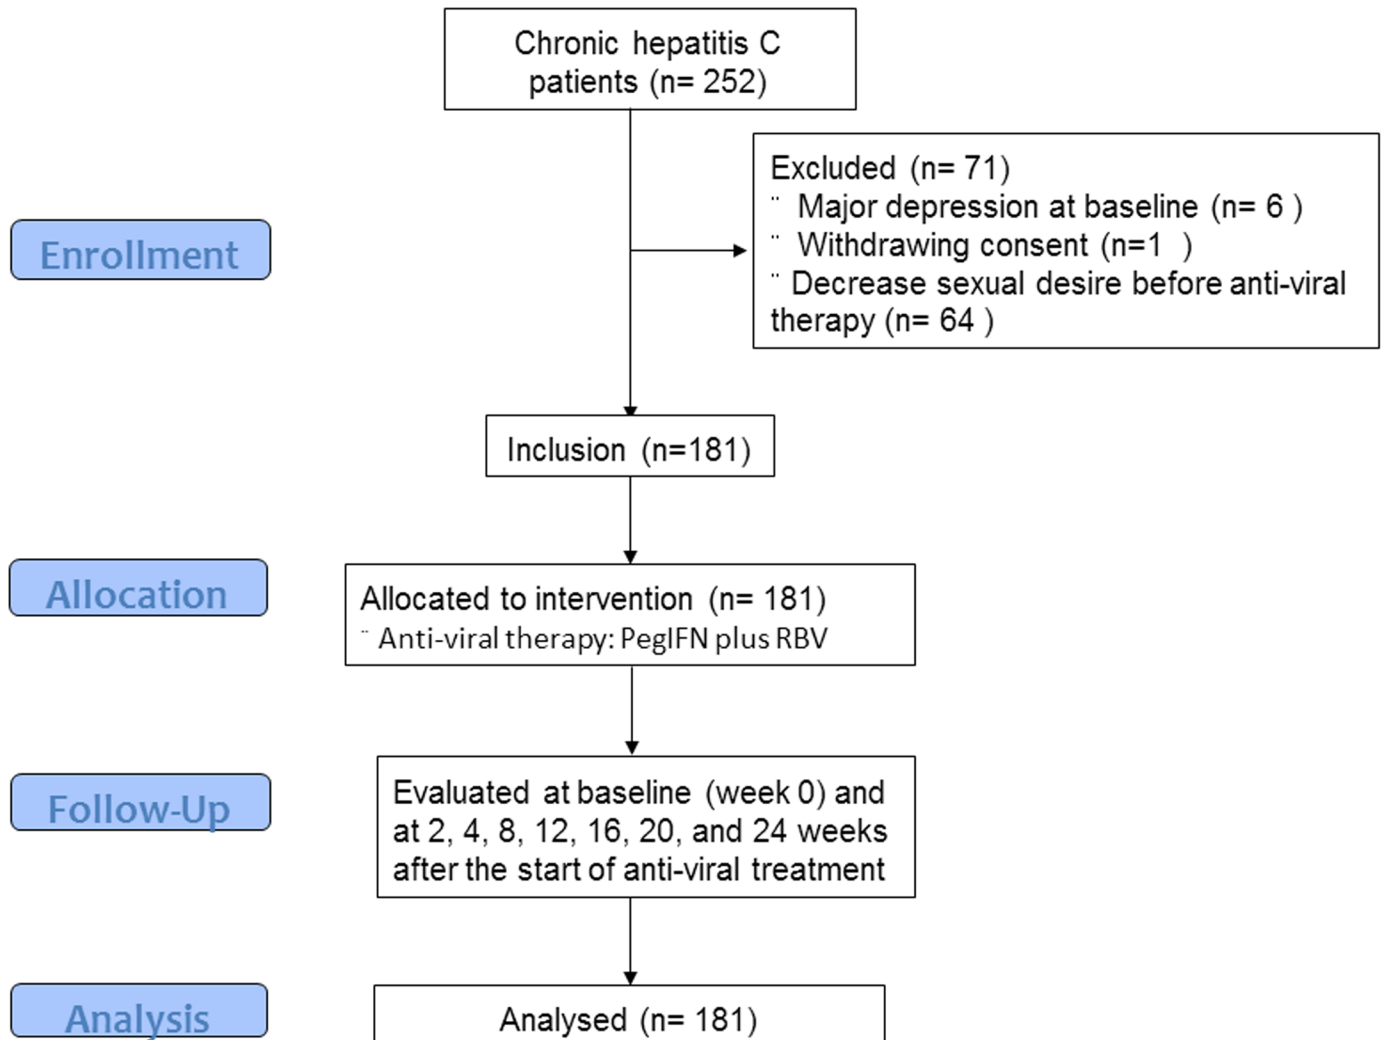 Chronic hepatitis C
patients (n= 252)
Excluded (n= 71)
¨ Major depression at baseline (n= 6 )
¨ Withdrawing consent (n=1 )
¨ Decrease sexual desire before anti-viral
therapy (n= 64 )
Enrollment
Inclusion (n=181)
Allocation
Allocated to intervention (n= 181)
¨ Anti-viral therapy: PegIFN plus RBV
Follow-Up
Evaluated at baseline (week 0) and
at 2, 4, 8, 12, 16, 20, and 24 weeks
after the start of anti-viral treatment
Analysis
Analysed (n= 181)